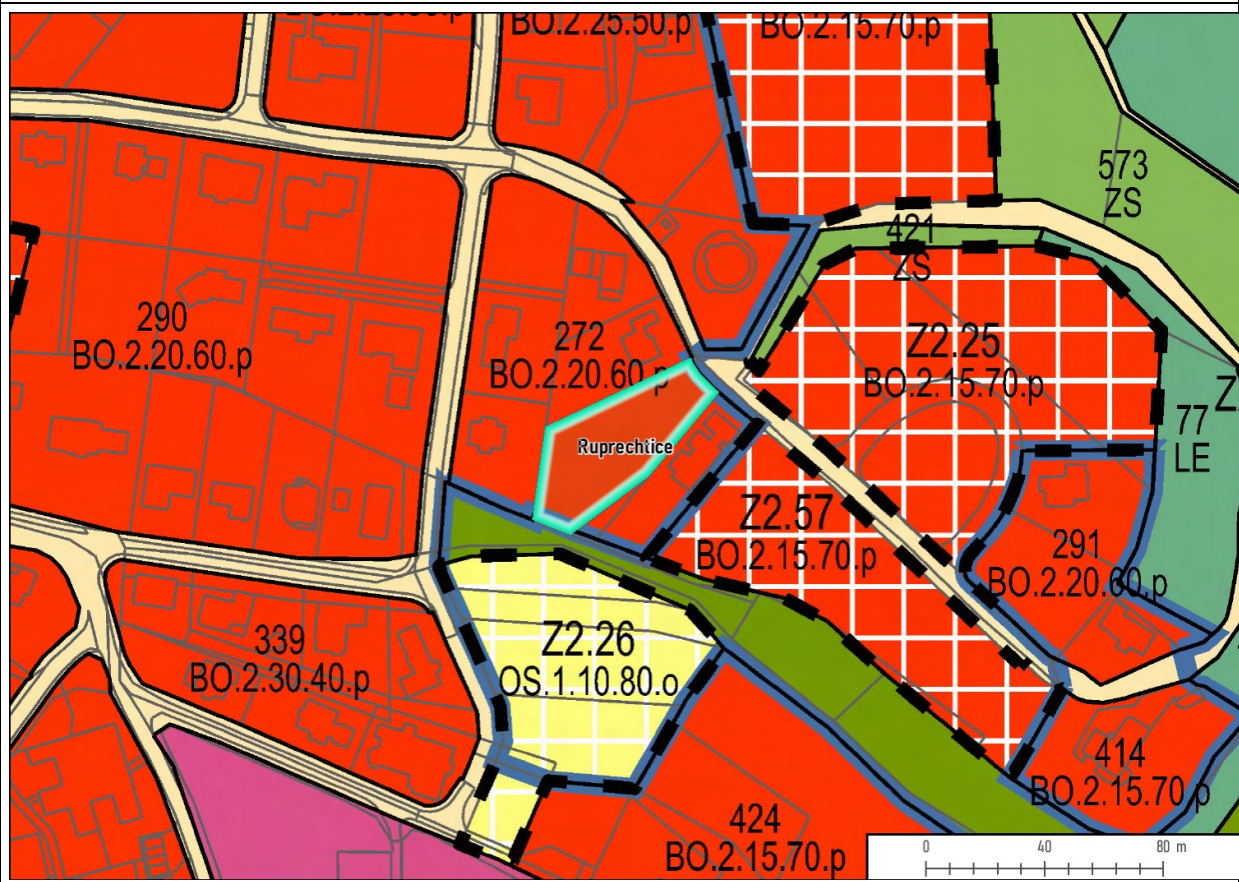 BO.2.25.50.p
BO.2.15.70.p
573
ZS
421
ZS
290
BO.2.20.60.p
272
BO.2.20.60.p
Z2.25
BO.2.15.70.p
77
LE
Ruprechtice
Z2.57
BO.2.15.70.p
291
BO.2.20.60.p
339
BO.2.30.40.p
Z2.26
OS.1.10.80.o
414
BO.2.15.70.p
424
BO.2.15.70.p
0 40 80 m